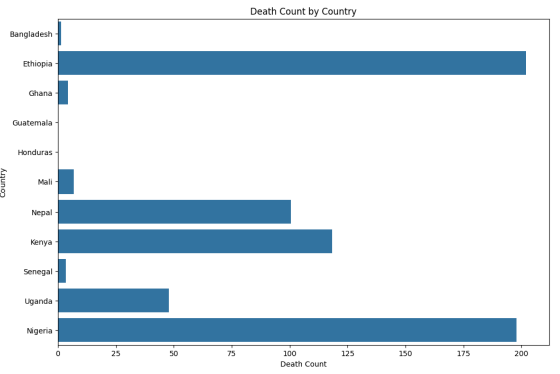 Death Count by Country
Country
Bangladesh
Ethiopia
Ghana
Guatemala
Honduras
Mali
Nepal
Kenya
Senegal
Uganda
Nigeria
0 25 50 75 100 125 150 175 200
Death Count